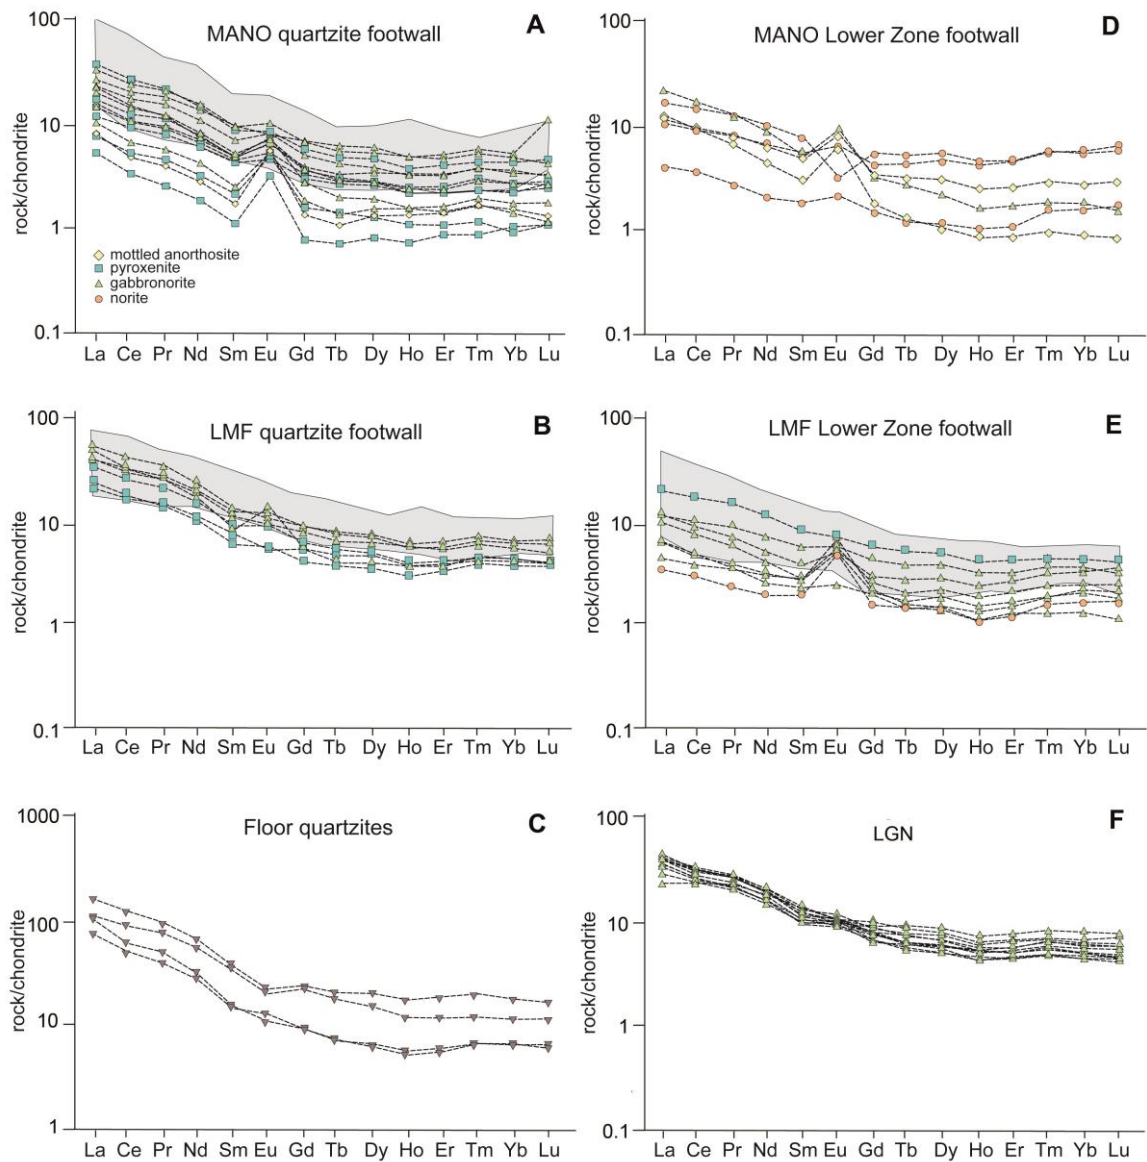 100
MANO quartzite footwall
A
10
rock/chondrite
1
mottled anorthosite
pyroxenite
gabbronorite
norite
0.1
La Ce Pr Nd Sm Eu Gd Tb Dy Ho Er Tm Yb Lu
100
MANO Lower Zone footwall
D
10
rock/chondrite
1
0.1
La Ce Pr Nd Sm Eu Gd Tb Dy Ho Er Tm Yb Lu
100
LMF quartzite footwall
B
10
rock/chondrite
1
0.1
La Ce Pr Nd Sm Eu Gd Tb Dy Ho Er Tm Yb Lu
100
LMF Lower Zone footwall
E
10
rock/chondrite
1
0.1
La Ce Pr Nd Sm Eu Gd Tb Dy Ho Er Tm Yb Lu
1000
Floor quartzites
C
100
rock/chondrite
10
1
La Ce Pr Nd Sm Eu Gd Tb Dy Ho Er Tm Yb Lu
100
LGN
F
10
rock/chondrite
1
0.1
La Ce Pr Nd Sm Eu Gd Tb Dy Ho Er Tm Yb Lu